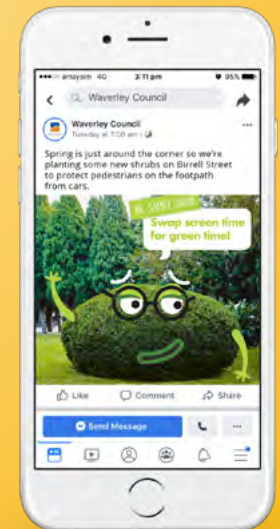 amaysim 4G 3:11 pm 95%
Waverley Council
Waverley Council
Tuesday at 7:00 am
Spring is just around the corner so we're
planting some new shrubs on Birrell Street
to protect pedestrians on the footpath
from cars.
Swap screen time
for green time!
Like Comment Share
Send Message